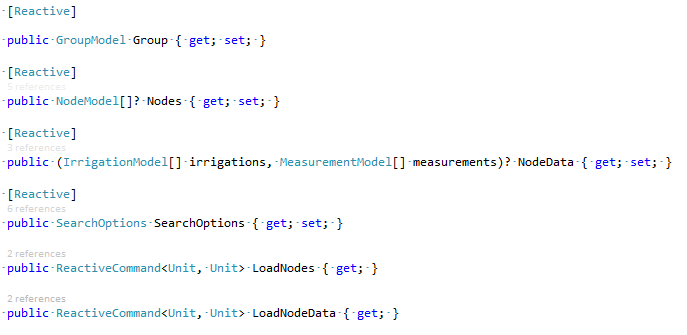 [Reactive]
public GroupModel Group { get; set; }
[Reactive]
5 references
public NodeModel[]? Nodes { get; set; }
[Reactive]
3 references
public (IrrigationModel[] irrigations, MeasurementModel[] measurements)? NodeData { get; set; }
[Reactive]
6 references
public SearchOptions SearchOptions { get; set; }
2 references
public ReactiveCommand<Unit, Unit> LoadNodes { get; }
2 references
public ReactiveCommand<Unit, Unit> LoadNodeData { get; }